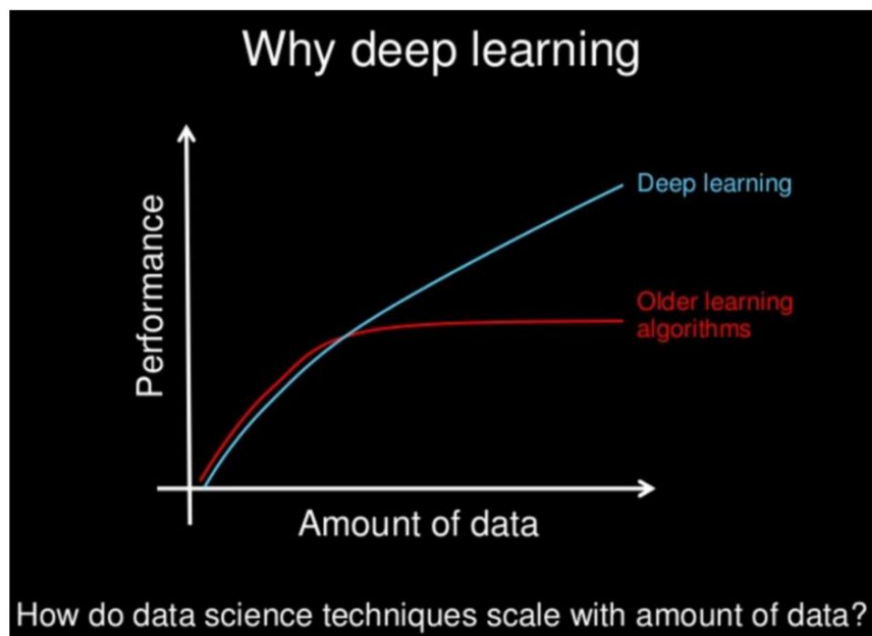 Why deep learning
Performance
Deep learning
Older learning
algorithms
Amount of data
How do data science techniques scale with amount of data?